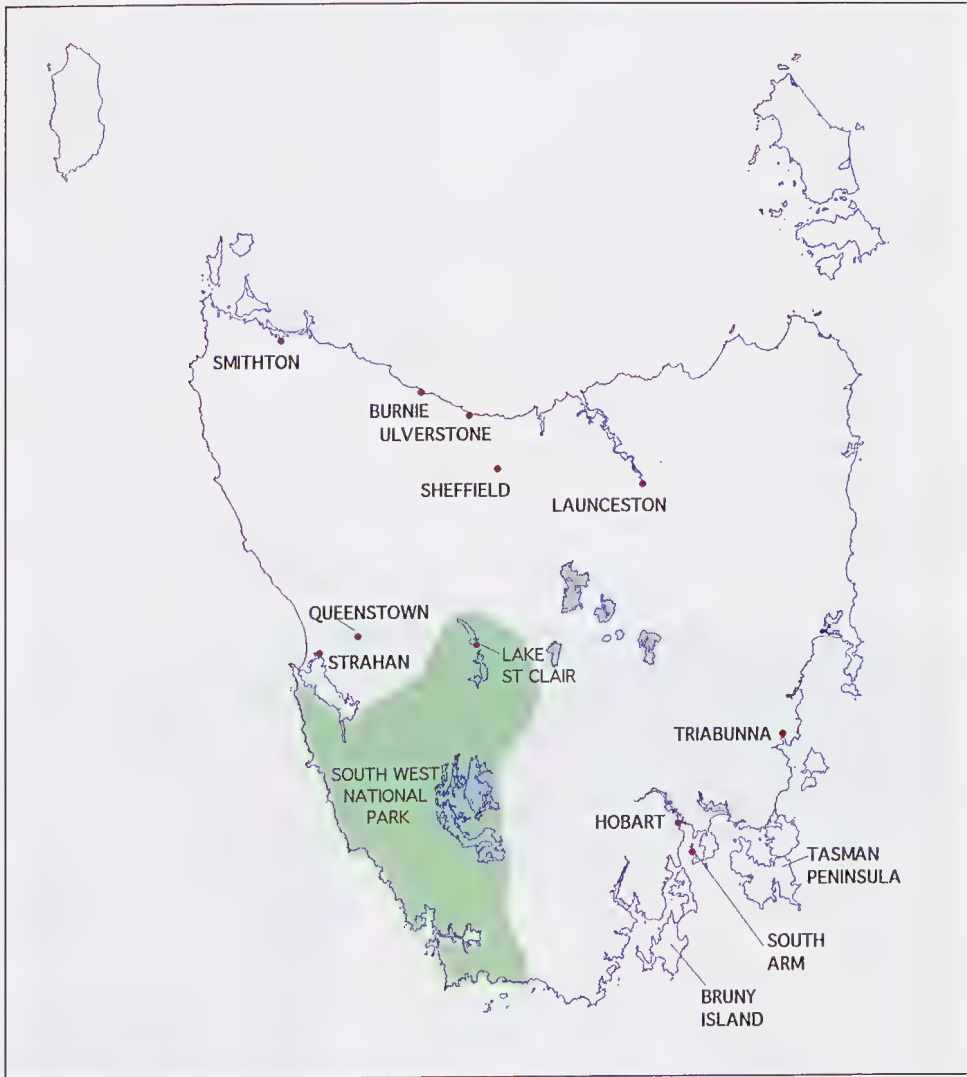 SMITHTON
BURNIE
ULVERSTONE
SHEFFIELD
LAUNCESTON
QUEENSTOWN
STRAHAN
LAKE
ST CLAIR
TRIABUNNA
SOUTH WEST
NATIONAL
PARK
HOBART
TASMAN
PENINSULA
SOUTH
ARM
BRUNY
ISLAND